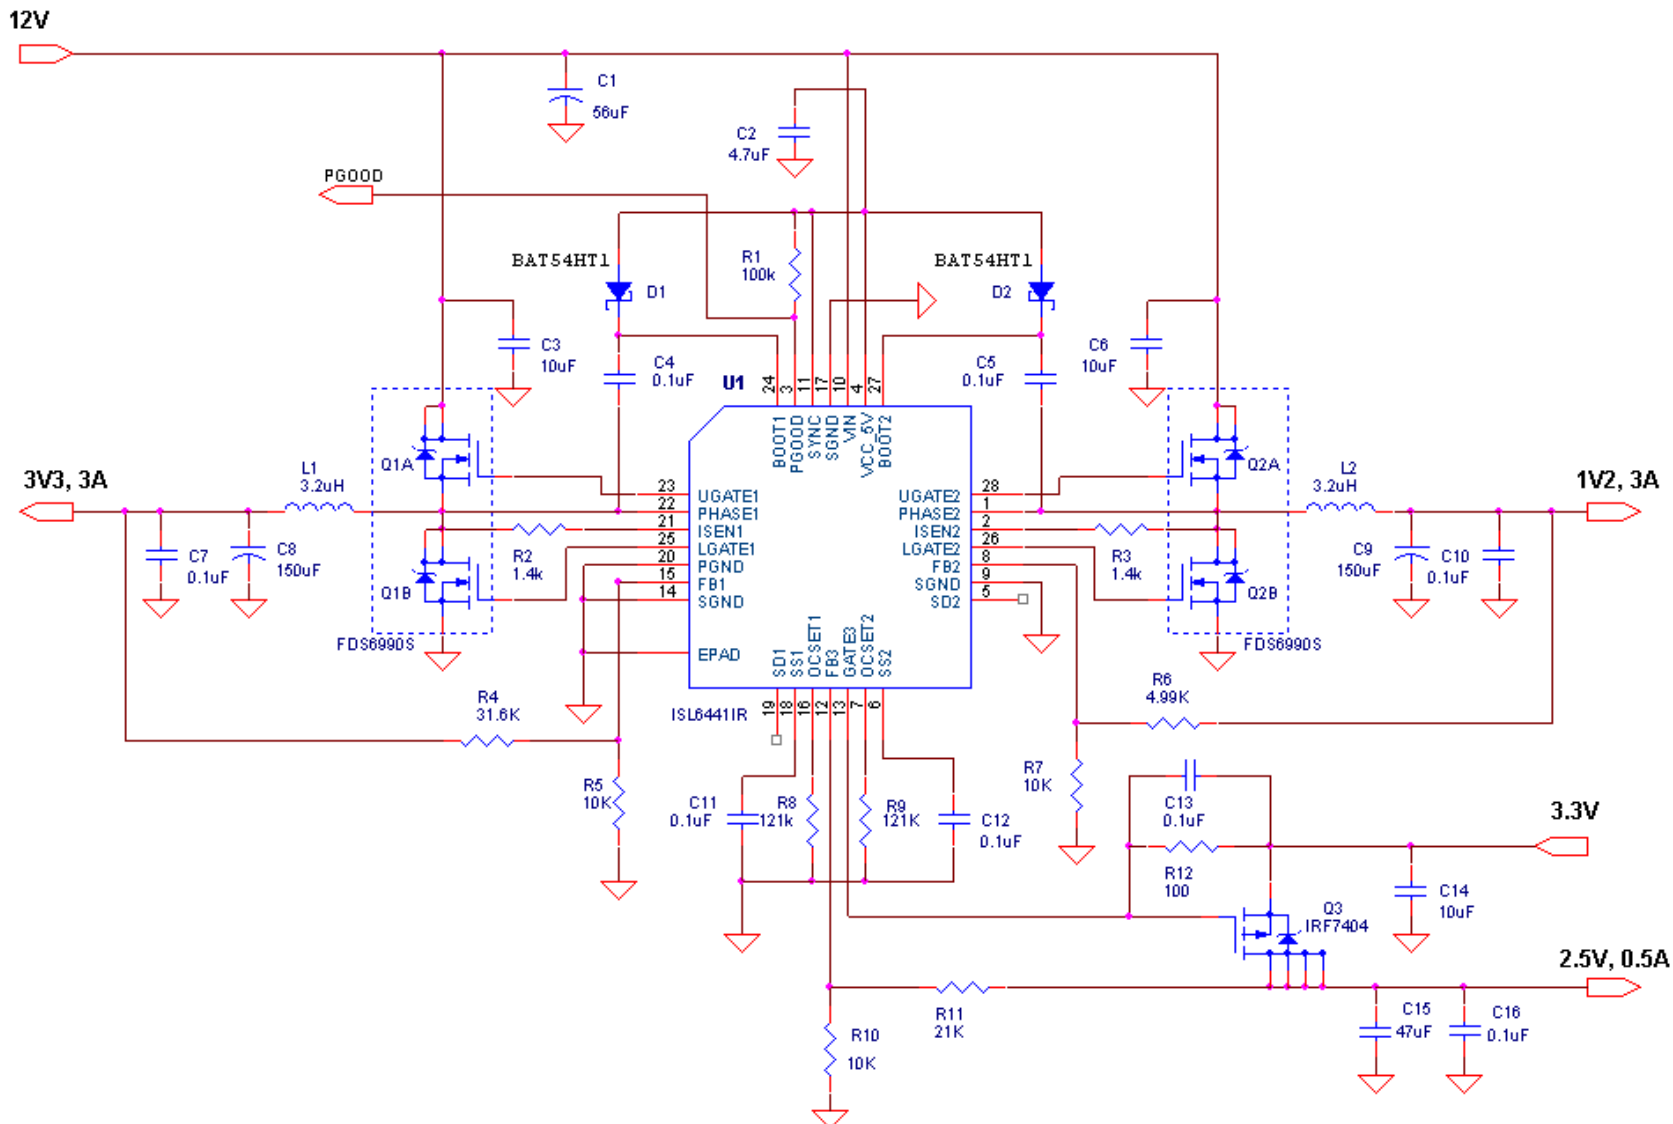 12V
C1
56uF
C2
4.7uF
PGOOD
BAT54HT1
D1
R1
100k
BAT54HT1
D2
C3
10uF
C4
0.1uF
C5
0.1uF
C6
10uF
U1
24
3
11
17
10
4
27
BOOT1
PGOOD
SYNC
SGND
VIN
VCC_5V
BOOT2
Q1A
Q2A
3V3, 3A
L1
3.2uH
L2
3.2uH
1V2, 3A
23
UGATE1
UGATE2
28
22
PHASE1
PHASE2
1
21
ISEN1
ISEN2
2
25
LGATE1
LGATE2
26
20
PGND
FB2
8
15
FB1
SGND
9
14
SGND
SD2
5
EPAD
R2
1.4k
R3
1.4k
C7
0.1uF
C8
150uF
C9
150uF
C10
0.1uF
Q1B
Q2B
FDS6990S
FDS6990S
SD1
SS1
OCSET1
FB3
GATE3
OCSET2
SS2
19
18
16
12
13
7
6
ISL6441IR
R4
31.6K
R6
4.99K
R5
10K
R7
10K
C11
0.1uF
R8
121k
R9
121K
C12
0.1uF
C13
0.1uF
R12
100
3.3V
C14
10uF
Q3
IRF7404
2.5V, 0.5A
R11
21K
R10
10K
C15
47uF
C16
0.1uF